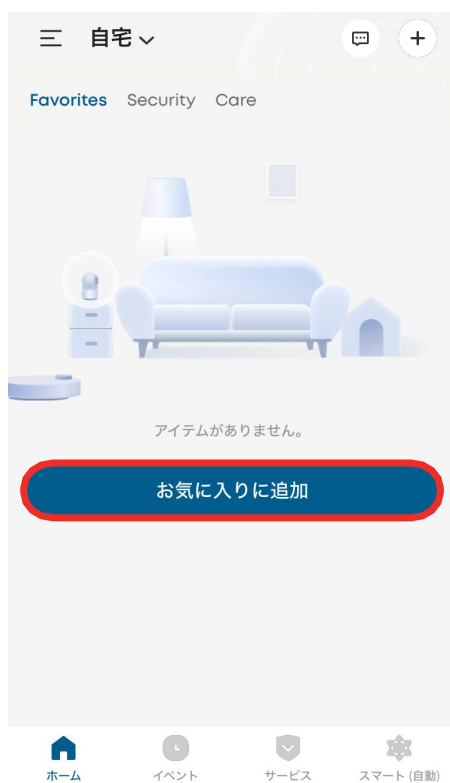 自宅
Favorites Security Care
アイテムがありません。
お気に入りに追加
ホーム イベント サービス スマート (自動)